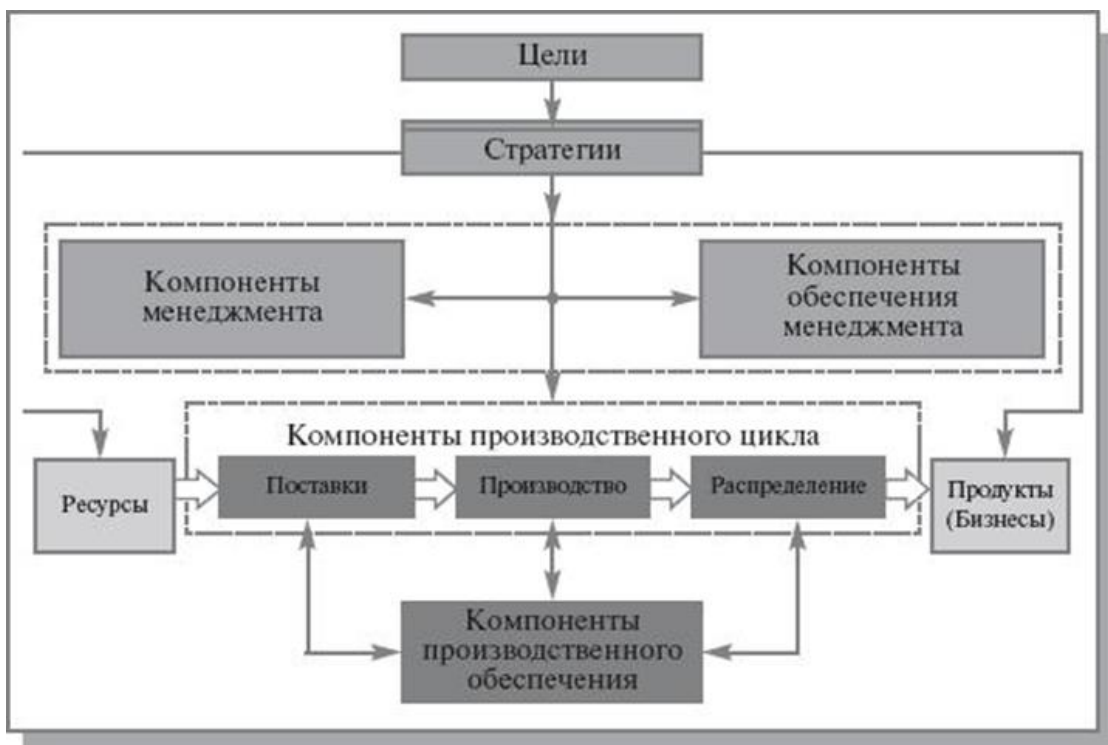 Цели
Стратегии
Компоненты
менеджмента
Компоненты
обеспечения
менеджмента
Компоненты производственного цикла
Ресурсы
Поставки
Производство
Распределение
Продукты
(Бизнесы)
Компоненты
производственного
обеспечения